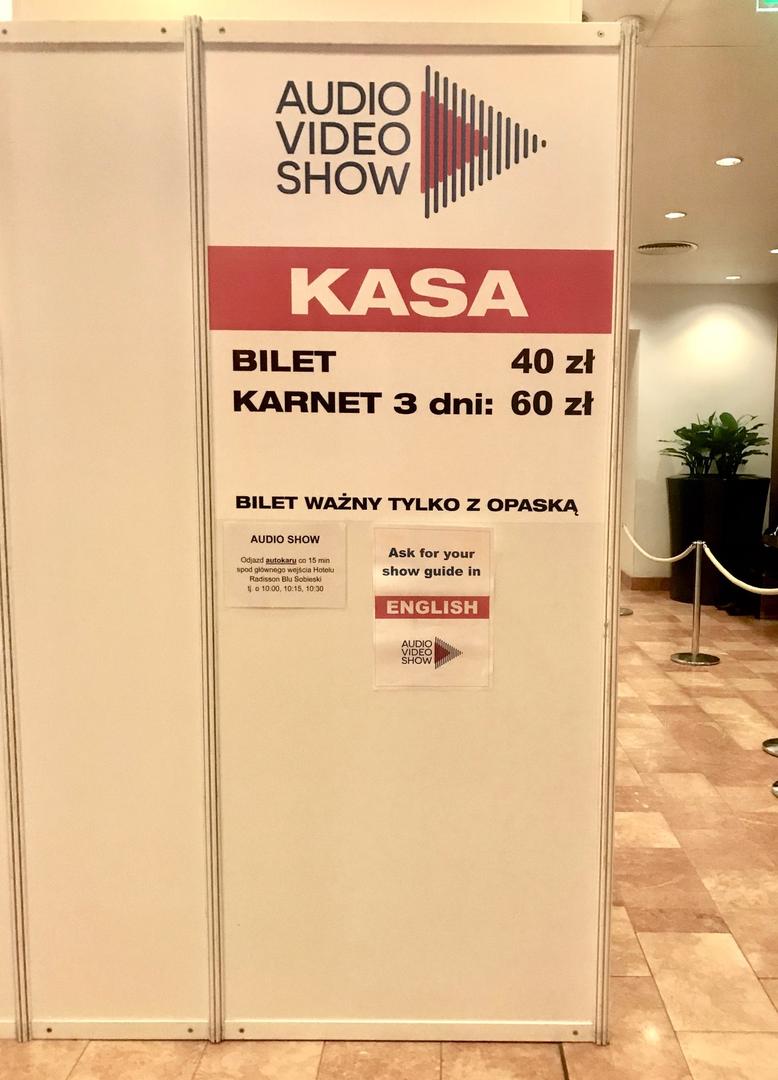 AUDIO
VIDEO
SHOW
KASA
BILET 40 zł
KARNET 3 dni: 60 zł
BILET WAŻNY TYLKO Z OPASKĄ
AUDIO SHOW
Odjazd autokaru co 15 min
spod głównego wejścia Hotelu
Radisson Blu Sobieski
tj. o 10:00, 10:15, 10:30
Ask for your
show guide in
ENGLISH
AUDIO
VIDEO
SHOW